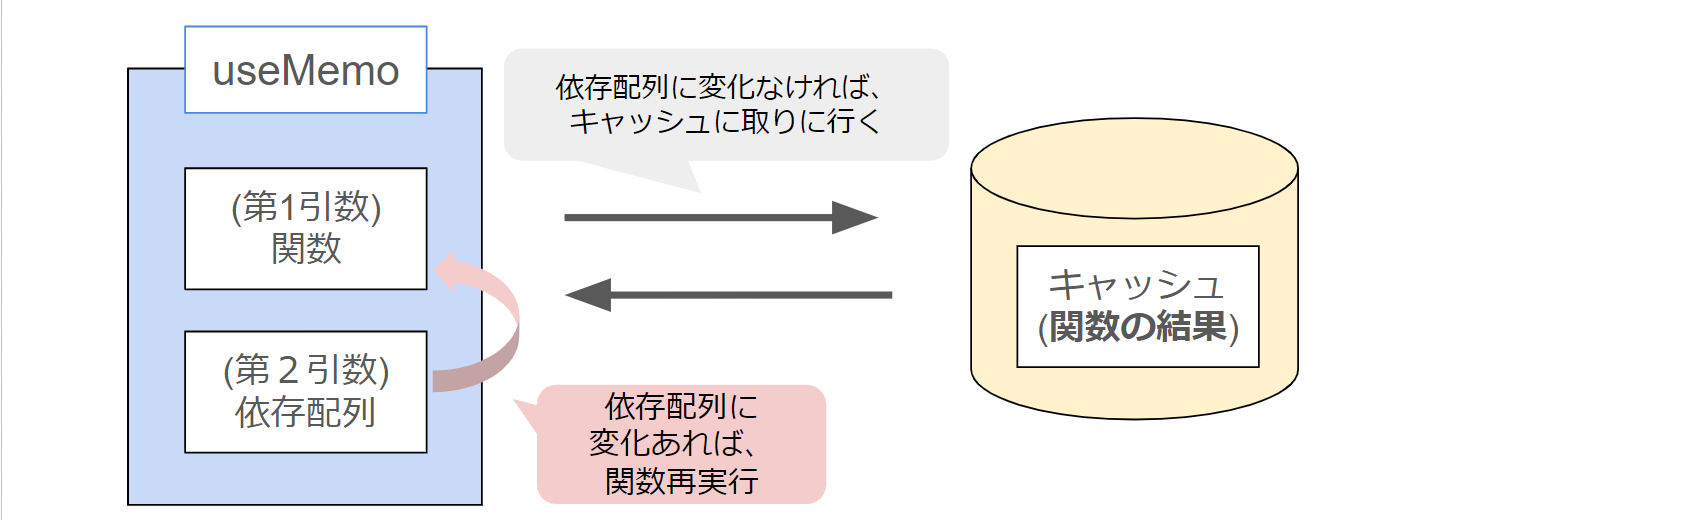 useMemo
依存配列に変化なければ、
キャッシュに取りに行く
(第1引数)
関数
キャッシュ
(関数の結果)
(第２引数)
依存配列
依存配列に
変化あれば、
関数再実行